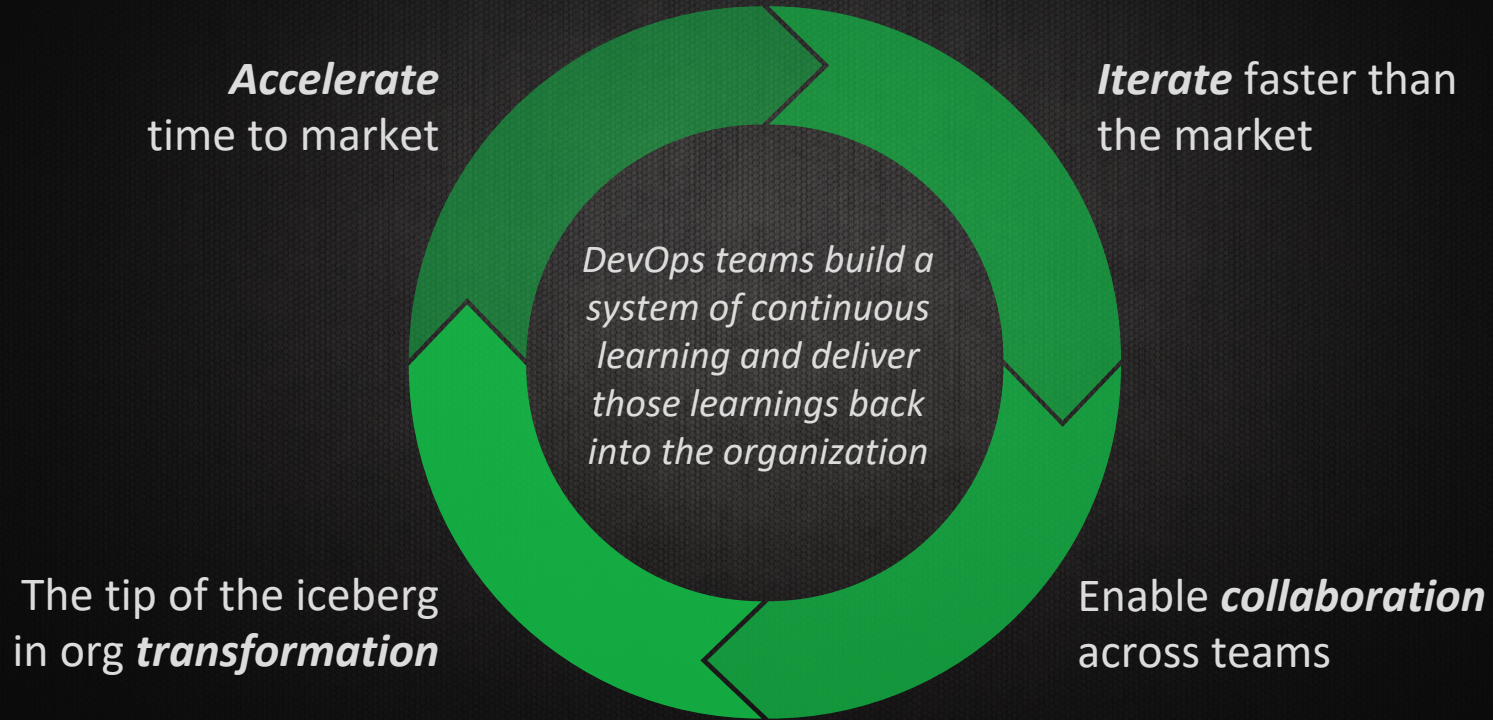 Accelerate
time to market
Iterate faster than
the market
DevOps teams build a
system of continuous
learning and deliver
those learnings back
into the organization
The tip of the iceberg
in org transformation
Enable collaboration
across teams